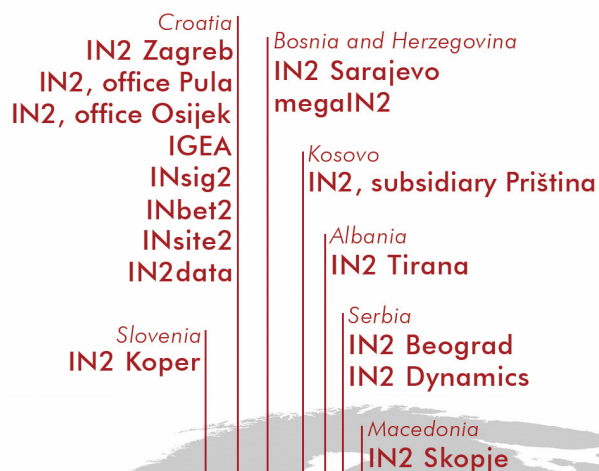 Croatia
IN2 Zagreb
IN2, office Pula
IN2, office Osijek
IGEA
INsig2
INbet2
INsite2
IN2data
Slovenia
IN2 Koper
Bosnia and Herzegovina
IN2 Sarajevo
megaIN2
Kosovo
IN2, subsidiary Priština
Albania
IN2 Tirana
Serbia
IN2 Beograd
IN2 Dynamics
Macedonia
IN2 Skopje